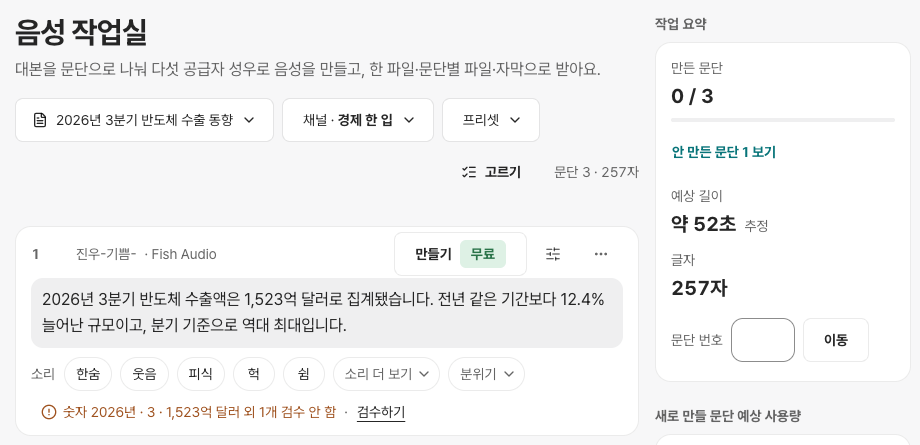 음성 작업실
대본을 문단으로 나눠 다섯 공급자 성우로 음성을 만들고, 한 파일·문단별 파일·자막으로 받아요.
2026년 3분기 반도체 수출 동향
채널 · 경제 한 입
프리셋
고르기
문단 3 · 257자
1
진우-기쁨- · Fish Audio
만들기 무료
2026년 3분기 반도체 수출액은 1,523억 달러로 집계됐습니다. 전년 같은 기간보다 12.4%
늘어난 규모이고, 분기 기준으로 역대 최대입니다.
소리 한숨 웃음 피식 헉 쉼 소리 더 보기 분위기
숫자 2026년 · 3 · 1,523억 달러 외 1개 검수 안 함 · 검수하기
작업 요약
만든 문단
0 / 3
안 만든 문단 1 보기
예상 길이
약 52초 추정
글자
257자
문단 번호 이동
새로 만들 문단 예상 사용량